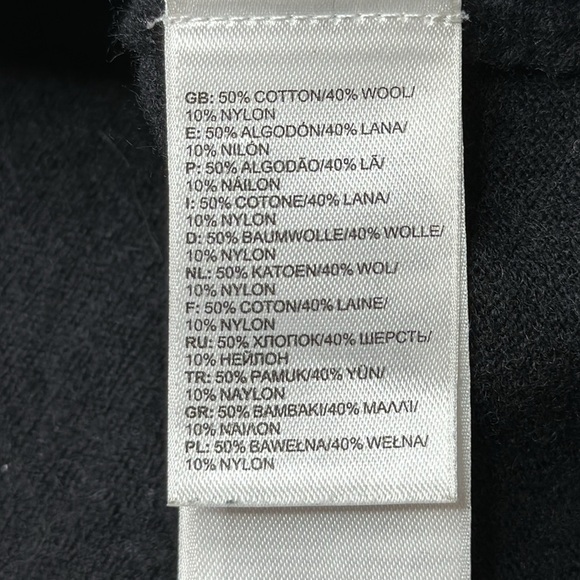 GB: 50% COTTON/40% WOOL/
10% NYLON
E: 50% ALGODÓN/40% LANA/
10% NILÓN
P: 50% ALGODÃO/40% LÃ/
10% NÁILON
I: 50% COTONE/40% LANA/
10% NYLON
D: 50% BAUMWOLLE/40% WOLLE/
10% NYLON
NL: 50% KATOEN/40% WOL/
10% NYLON
F: 50% COTON/40% LAINE/
10% NYLON
RU: 50% ХЛОПОК/40% ШЕРСТЬ/
10% НЕЙЛОН
TR: 50% PAMUK/40% YÜN/
10% NAYLON
GR: 50% ΒΑΜΒΑΚΙ/40% ΜΑΛΛΪ/
10% ΝΑΙΛΟΝ
PL: 50% BAWEŁNA/40% WEŁNA/
10% NYLON